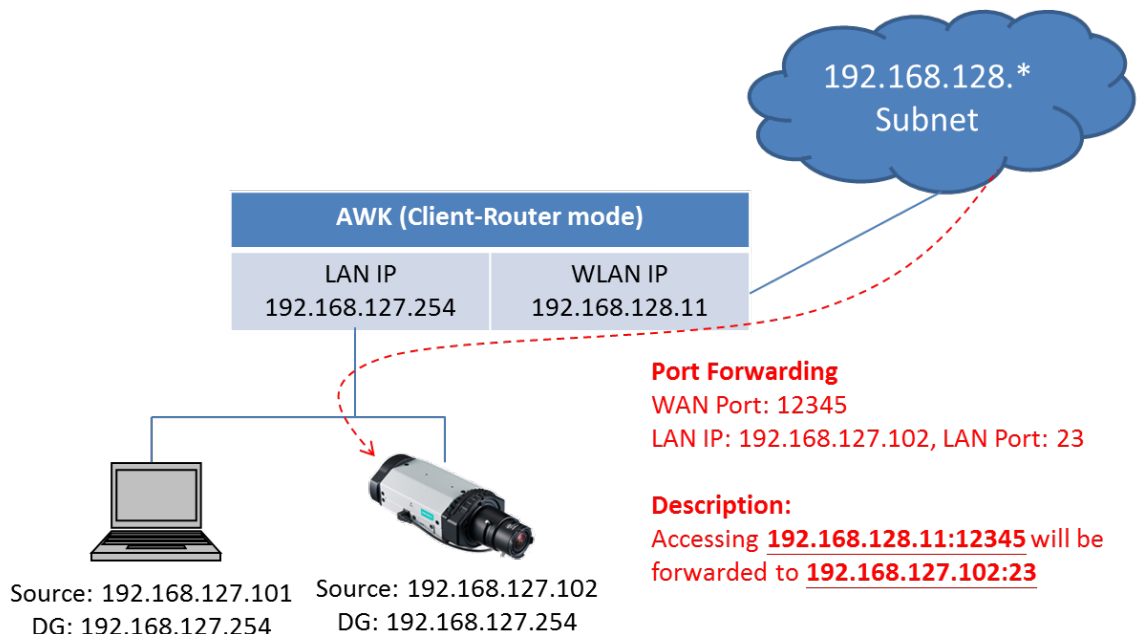 192.168.128.*
Subnet
AWK (Client-Router mode)
LAN IP
192.168.127.254
WLAN IP
192.168.128.11
Port Forwarding
WAN Port: 12345
LAN IP: 192.168.127.102, LAN Port: 23
Description:
Accessing 192.168.128.11:12345 will be
forwarded to 192.168.127.102:23
Source: 192.168.127.101
DG: 192.168.127.254
Source: 192.168.127.102
DG: 192.168.127.254